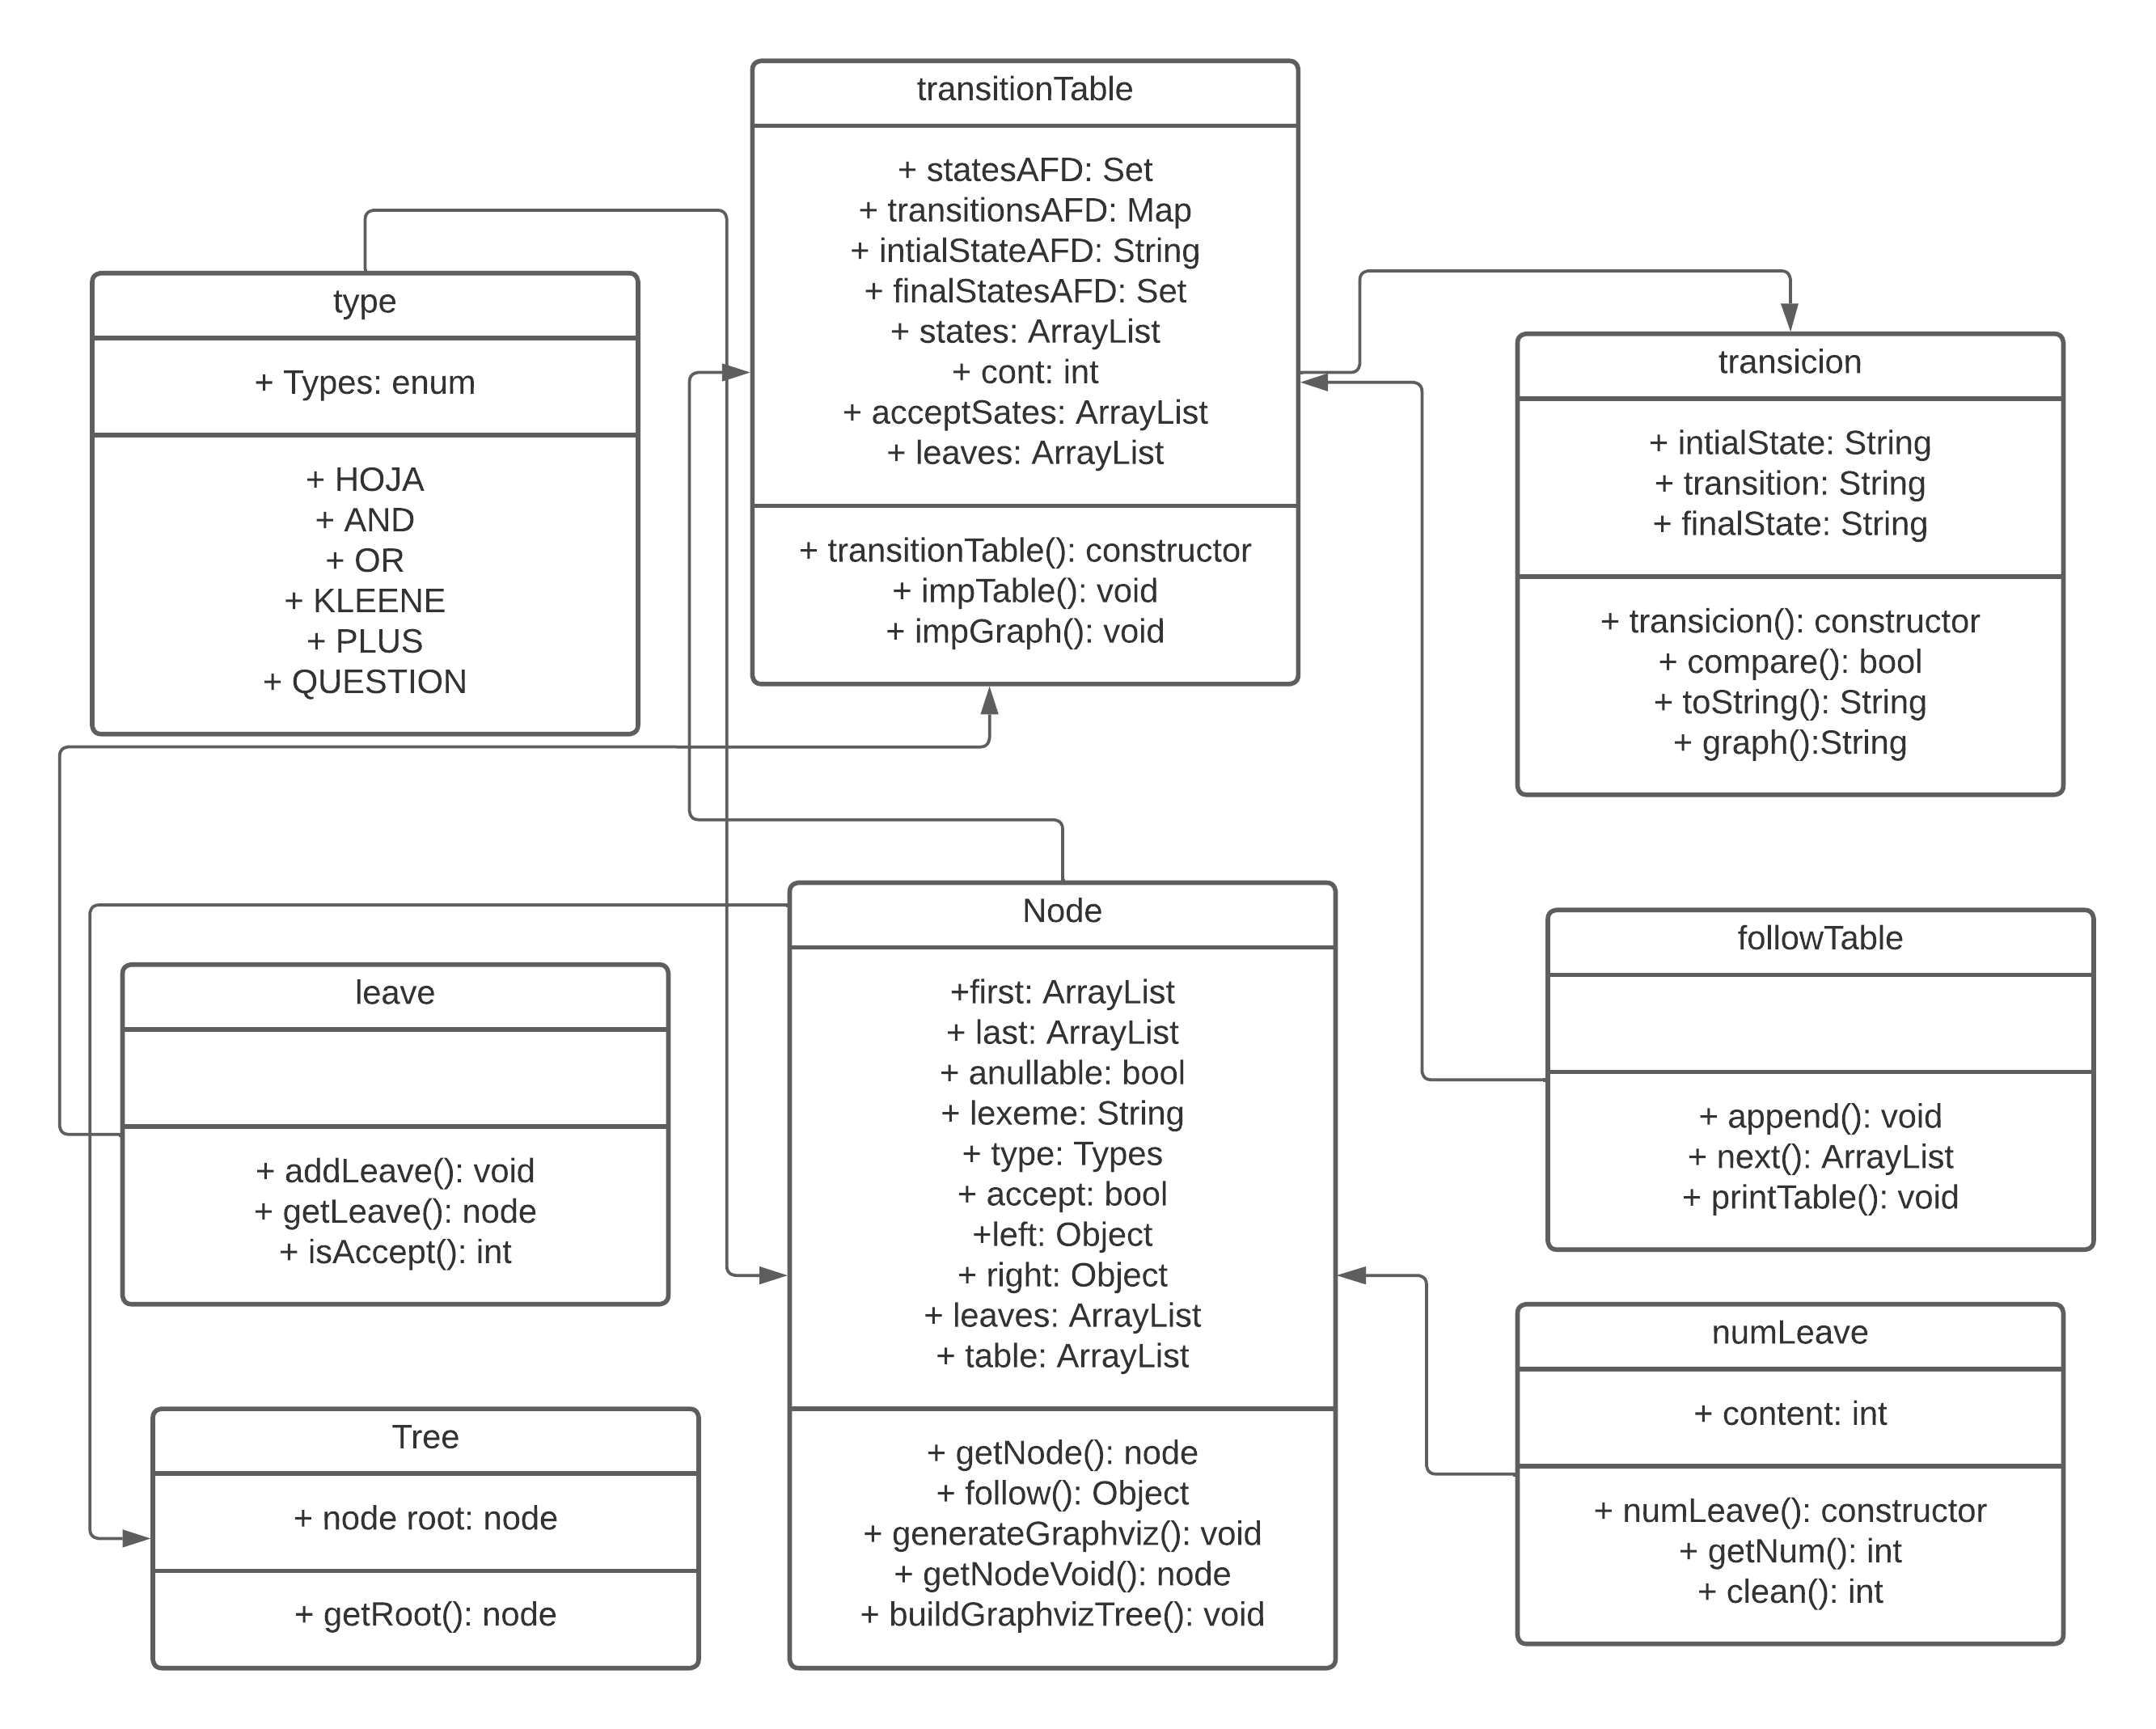 transitionTable
+ statesAFD: Set
+ transitionsAFD: Map
+ intialStateAFD: String
+ finalStatesAFD: Set
+ states: ArrayList
+ cont: int
+ acceptSates: ArrayList
+ leaves: ArrayList
+ transitionTable(): constructor
+ impTable(): void
+ impGraph(): void
type
+ Types: enum
+ HOJA
+ AND
+ OR
+ KLEENE
+ PLUS
+ QUESTION
transicion
+ intialState: String
+ transition: String
+ finalState: String
+ transicion(): constructor
+ compare(): bool
+ toString(): String
+ graph():String
Node
+first: ArrayList
+ last: ArrayList
+ anullable: bool
+ lexeme: String
+ type: Types
+ accept: bool
+left: Object
+ right: Object
+ leaves: ArrayList
+ table: ArrayList
+ getNode(): node
+ follow(): Object
+ generateGraphviz(): void
+ getNodeVoid(): node
+ buildGraphvizTree(): void
followTable
+ append(): void
+ next(): ArrayList
+ printTable(): void
leave
+ addLeave(): void
+ getLeave(): node
+ isAccept(): int
numLeave
+ content: int
+ numLeave(): constructor
+ getNum(): int
+ clean(): int
Tree
+ node root: node
+ getRoot(): node